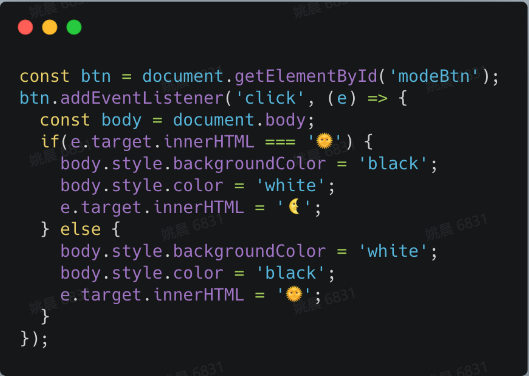 const btn = document.getElementById('modeBtn');
btn.addEventListener('click', (e) => {
  const body = document.body;
  if(e.target.innerHTML === '🌞') {
    body.style.backgroundColor = 'black';
    body.style.color = 'white';
    e.target.innerHTML = '🌜';
  } else {
    body.style.backgroundColor = 'white';
    body.style.color = 'black';
    e.target.innerHTML = '🌞';
  }
});
姚晨 6831